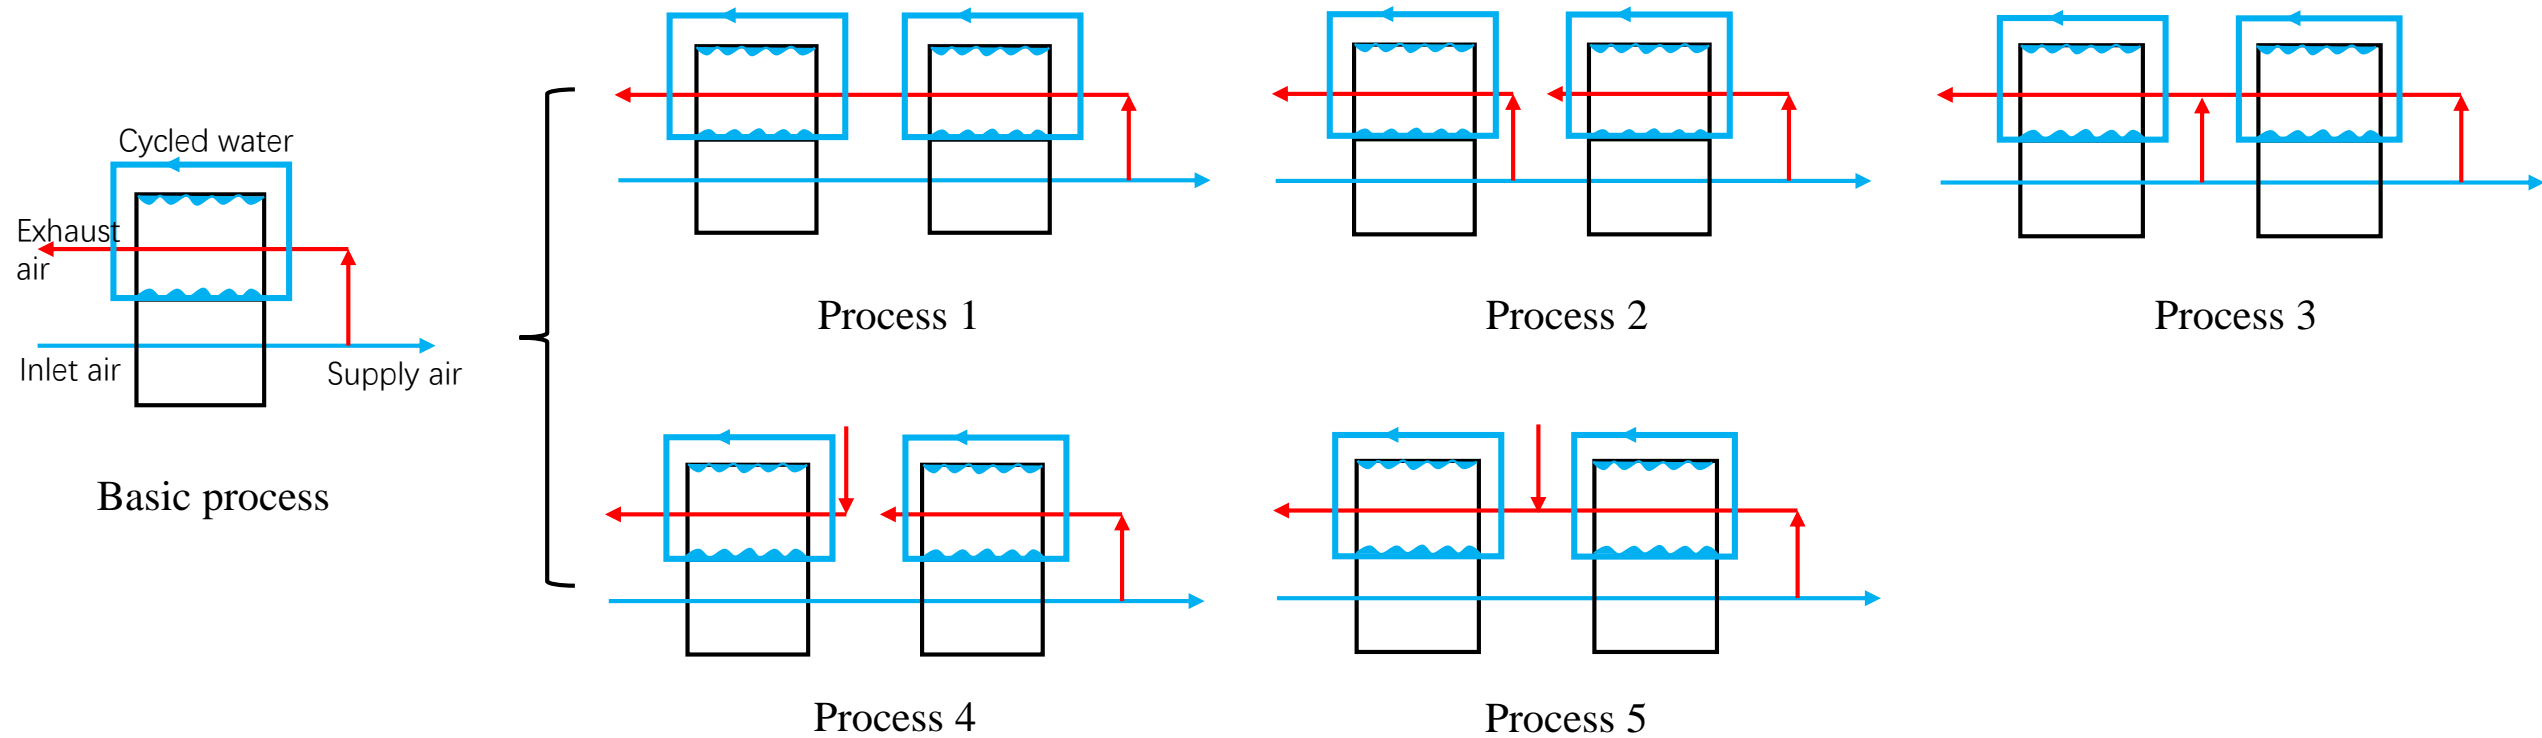 Cycled water
Exhaust
air
Inlet air
Supply air
Basic process
Process 1
Process 2
Process 3
Process 4
Process 5